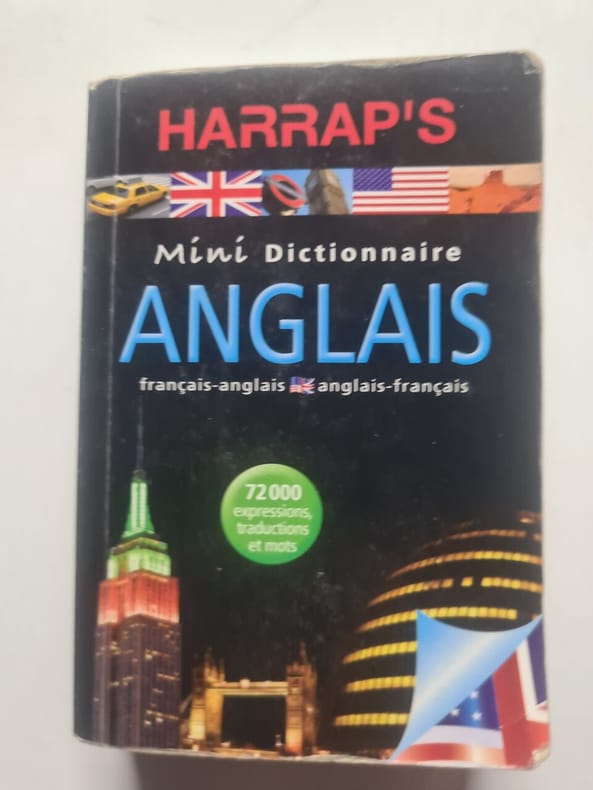 HARRAP'S
Mini Dictionnaire
ANGLAIS
français-anglais anglais-français
72 000
expressions,
traductions
et mots